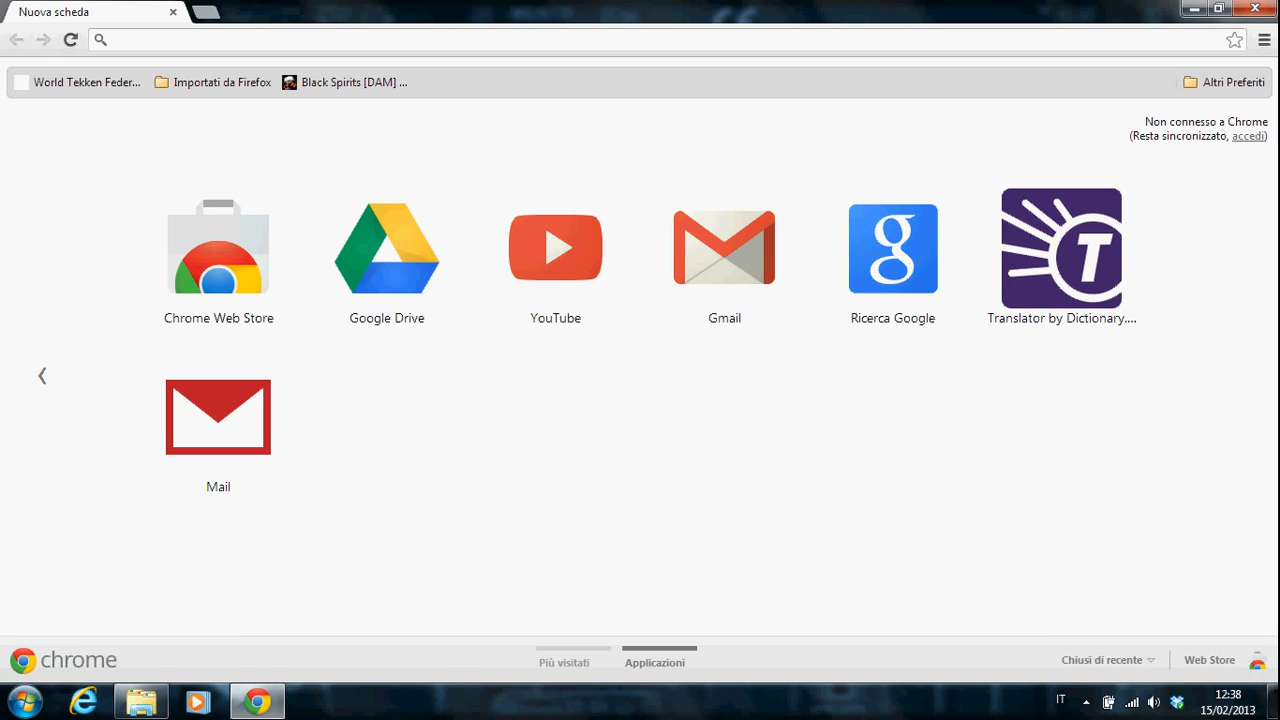 Nuova scheda
World Tekken Feder...
Importati da Firefox
Black Spirits [DAM] ...
Altri Preferiti
Non connesso a Chrome
(Resta sincronizzato, accedi)
Chrome Web Store
Google Drive
YouTube
g
Gmail
Ricerca Google
T
Translator by Dictionary....
Mail
chrome
Più visitati
Applicazioni
Chiusi di recente
Web Store
IT
12:38
15/02/2013